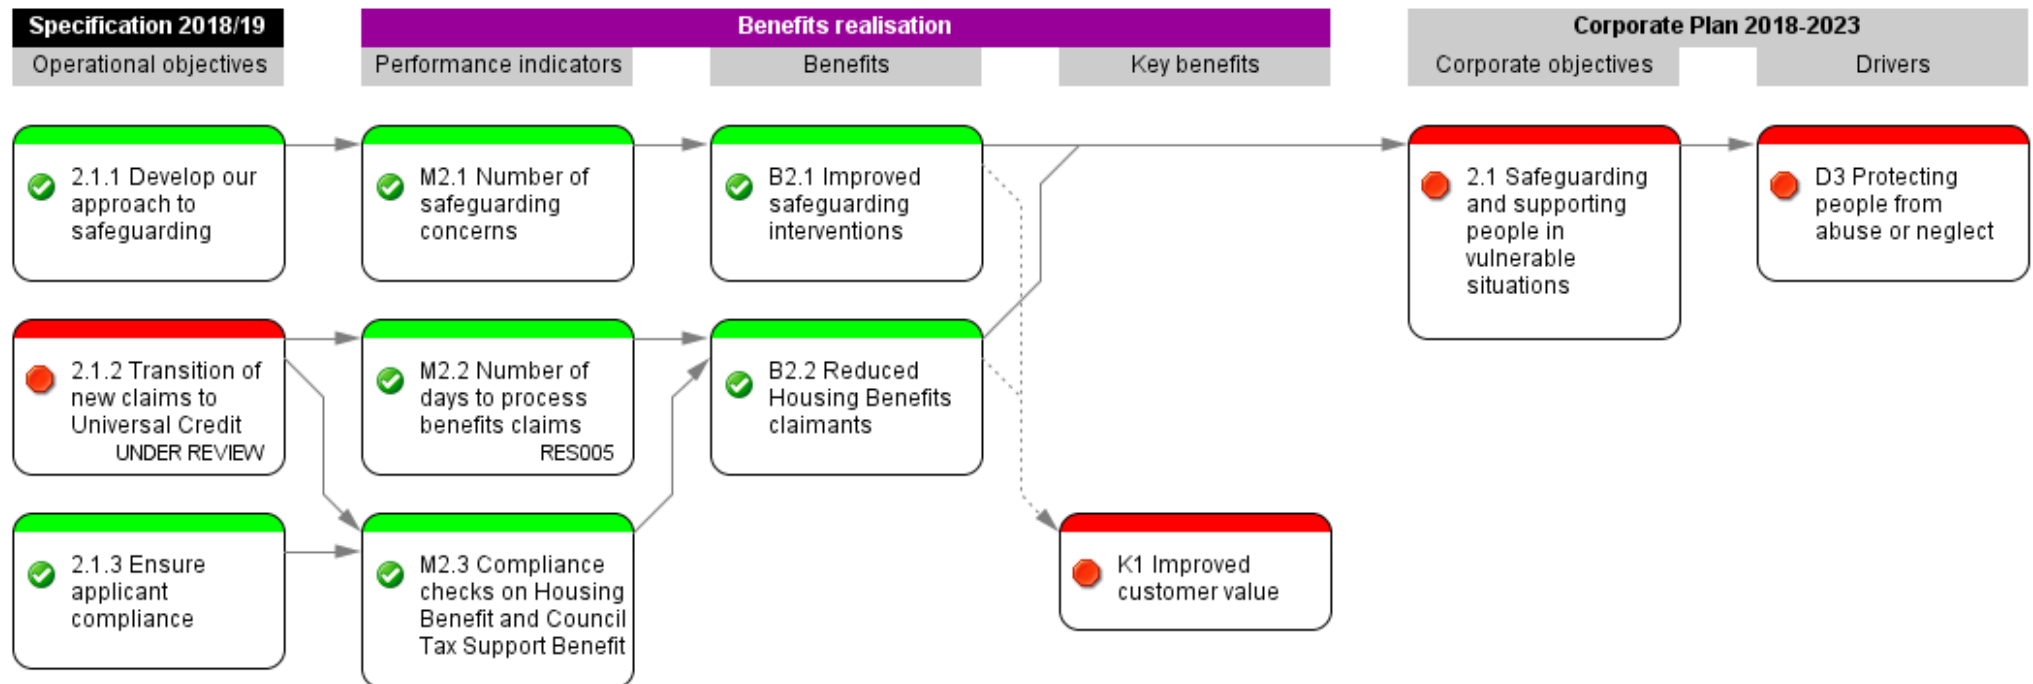 Specification 2018/19
Benefits realisation
Corporate Plan 2018-2023
Operational objectives
Performance indicators
Benefits
Key benefits
Corporate objectives
Drivers
2.1.1 Develop our
approach to
safeguarding
M2.1 Number of
safeguarding
concerns
B2.1 Improved
safeguarding
interventions
2.1 Safeguarding
and supporting
people in
vulnerable
situations
D3 Protecting
people from
abuse or neglect
2.1.2 Transition of
new claims to
Universal Credit
UNDER REVIEW
M2.2 Number of
days to process
benefits claims
RES005
B2.2 Reduced
Housing Benefits
claimants
2.1.3 Ensure
applicant
compliance
M2.3 Compliance
checks on Housing
Benefit and Council
Tax Support Benefit
K1 Improved
customer value